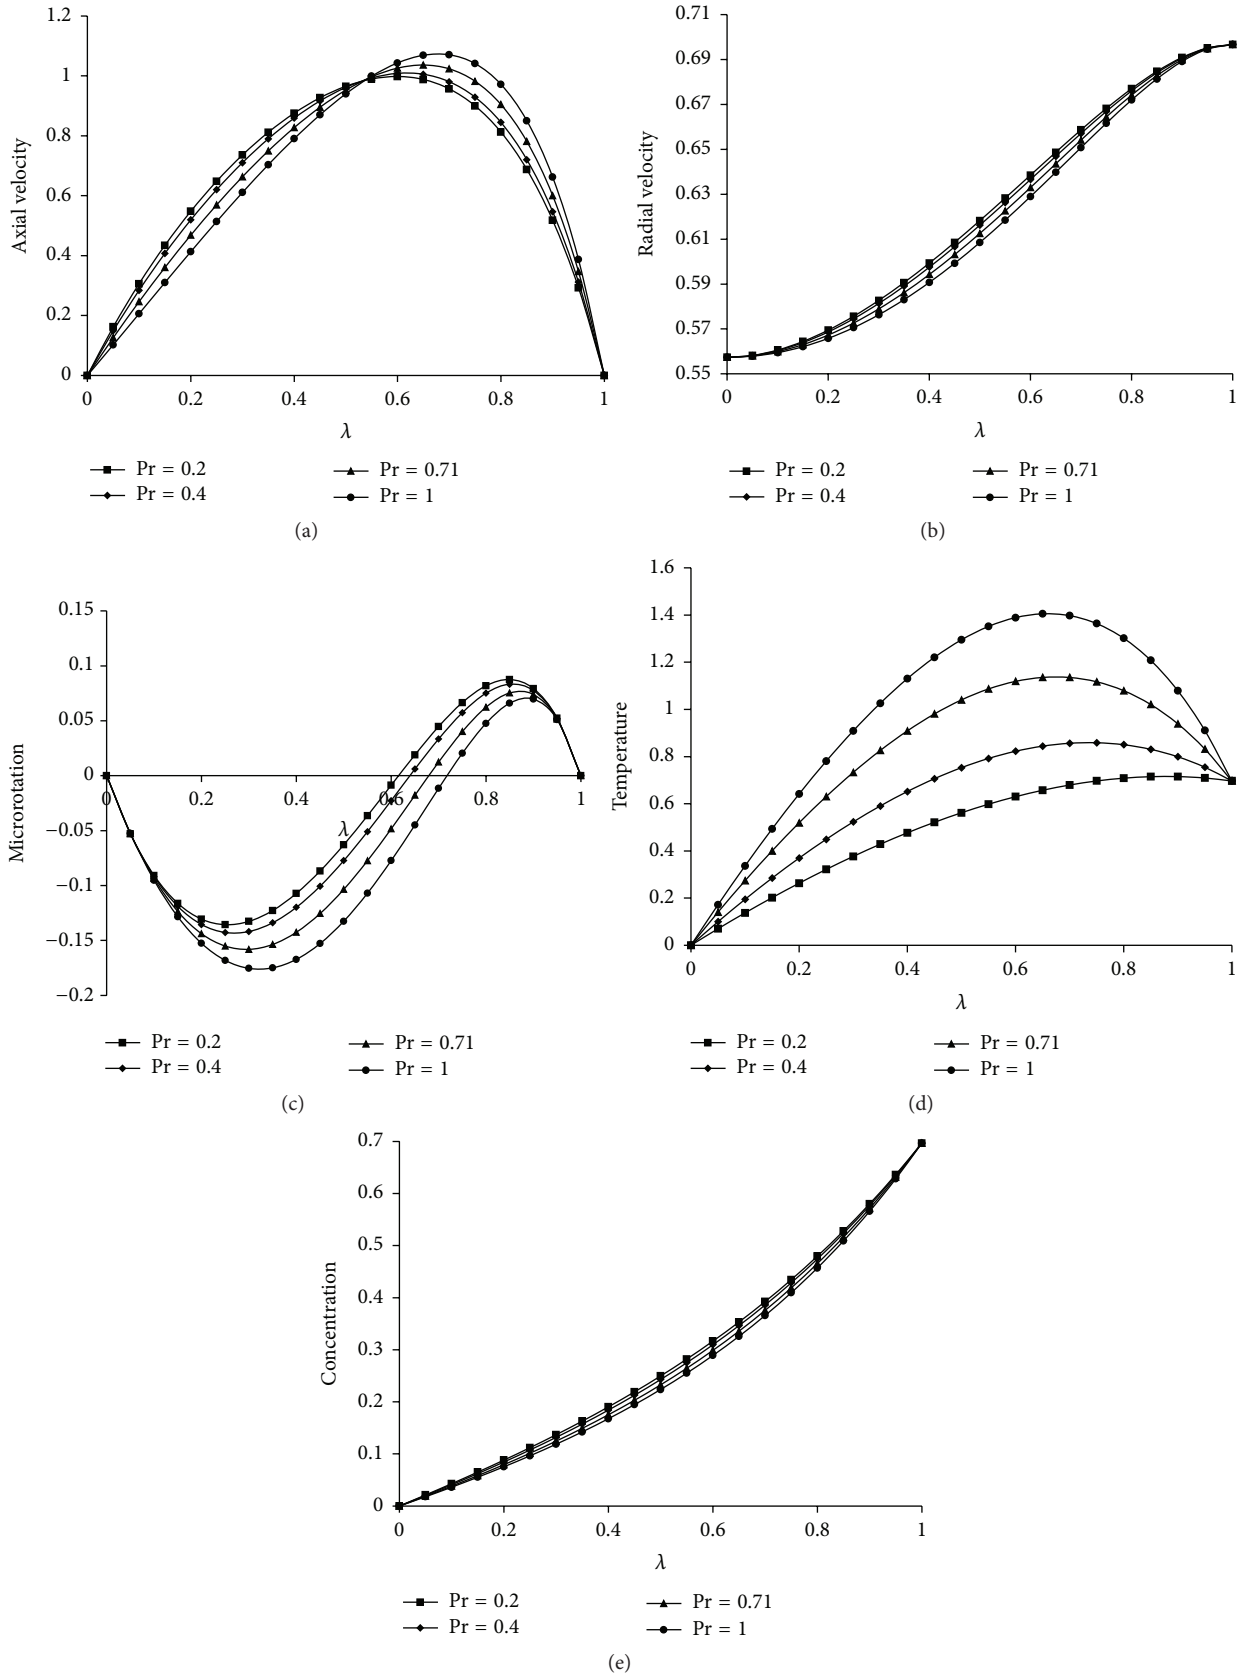 Axial velocity
1.2
1
0.8
0.6
0.4
0.2
0
0 0.2 0.4 0.6 0.8 1
λ
Pr = 0.2 Pr = 0.71
Pr = 0.4 Pr = 1
(a)
Radial velocity
0.71
0.69
0.67
0.65
0.63
0.61
0.59
0.57
0.55
0 0.2 0.4 0.6 0.8 1
λ
Pr = 0.2 Pr = 0.71
Pr = 0.4 Pr = 1
(b)
Microrotation
0.15
0.1
0.05
0
−0.05
−0.1
−0.15
−0.2
0 0.2 0.4 0.6 0.8 1
λ
Pr = 0.2 Pr = 0.71
Pr = 0.4 Pr = 1
(c)
Temperature
1.6
1.4
1.2
1
0.8
0.6
0.4
0.2
0
0 0.2 0.4 0.6 0.8 1
λ
Pr = 0.2 Pr = 0.71
Pr = 0.4 Pr = 1
(d)
Concentration
0.7
0.6
0.5
0.4
0.3
0.2
0.1
0
0 0.2 0.4 0.6 0.8 1
λ
Pr = 0.2 Pr = 0.71
Pr = 0.4 Pr = 1
(e)